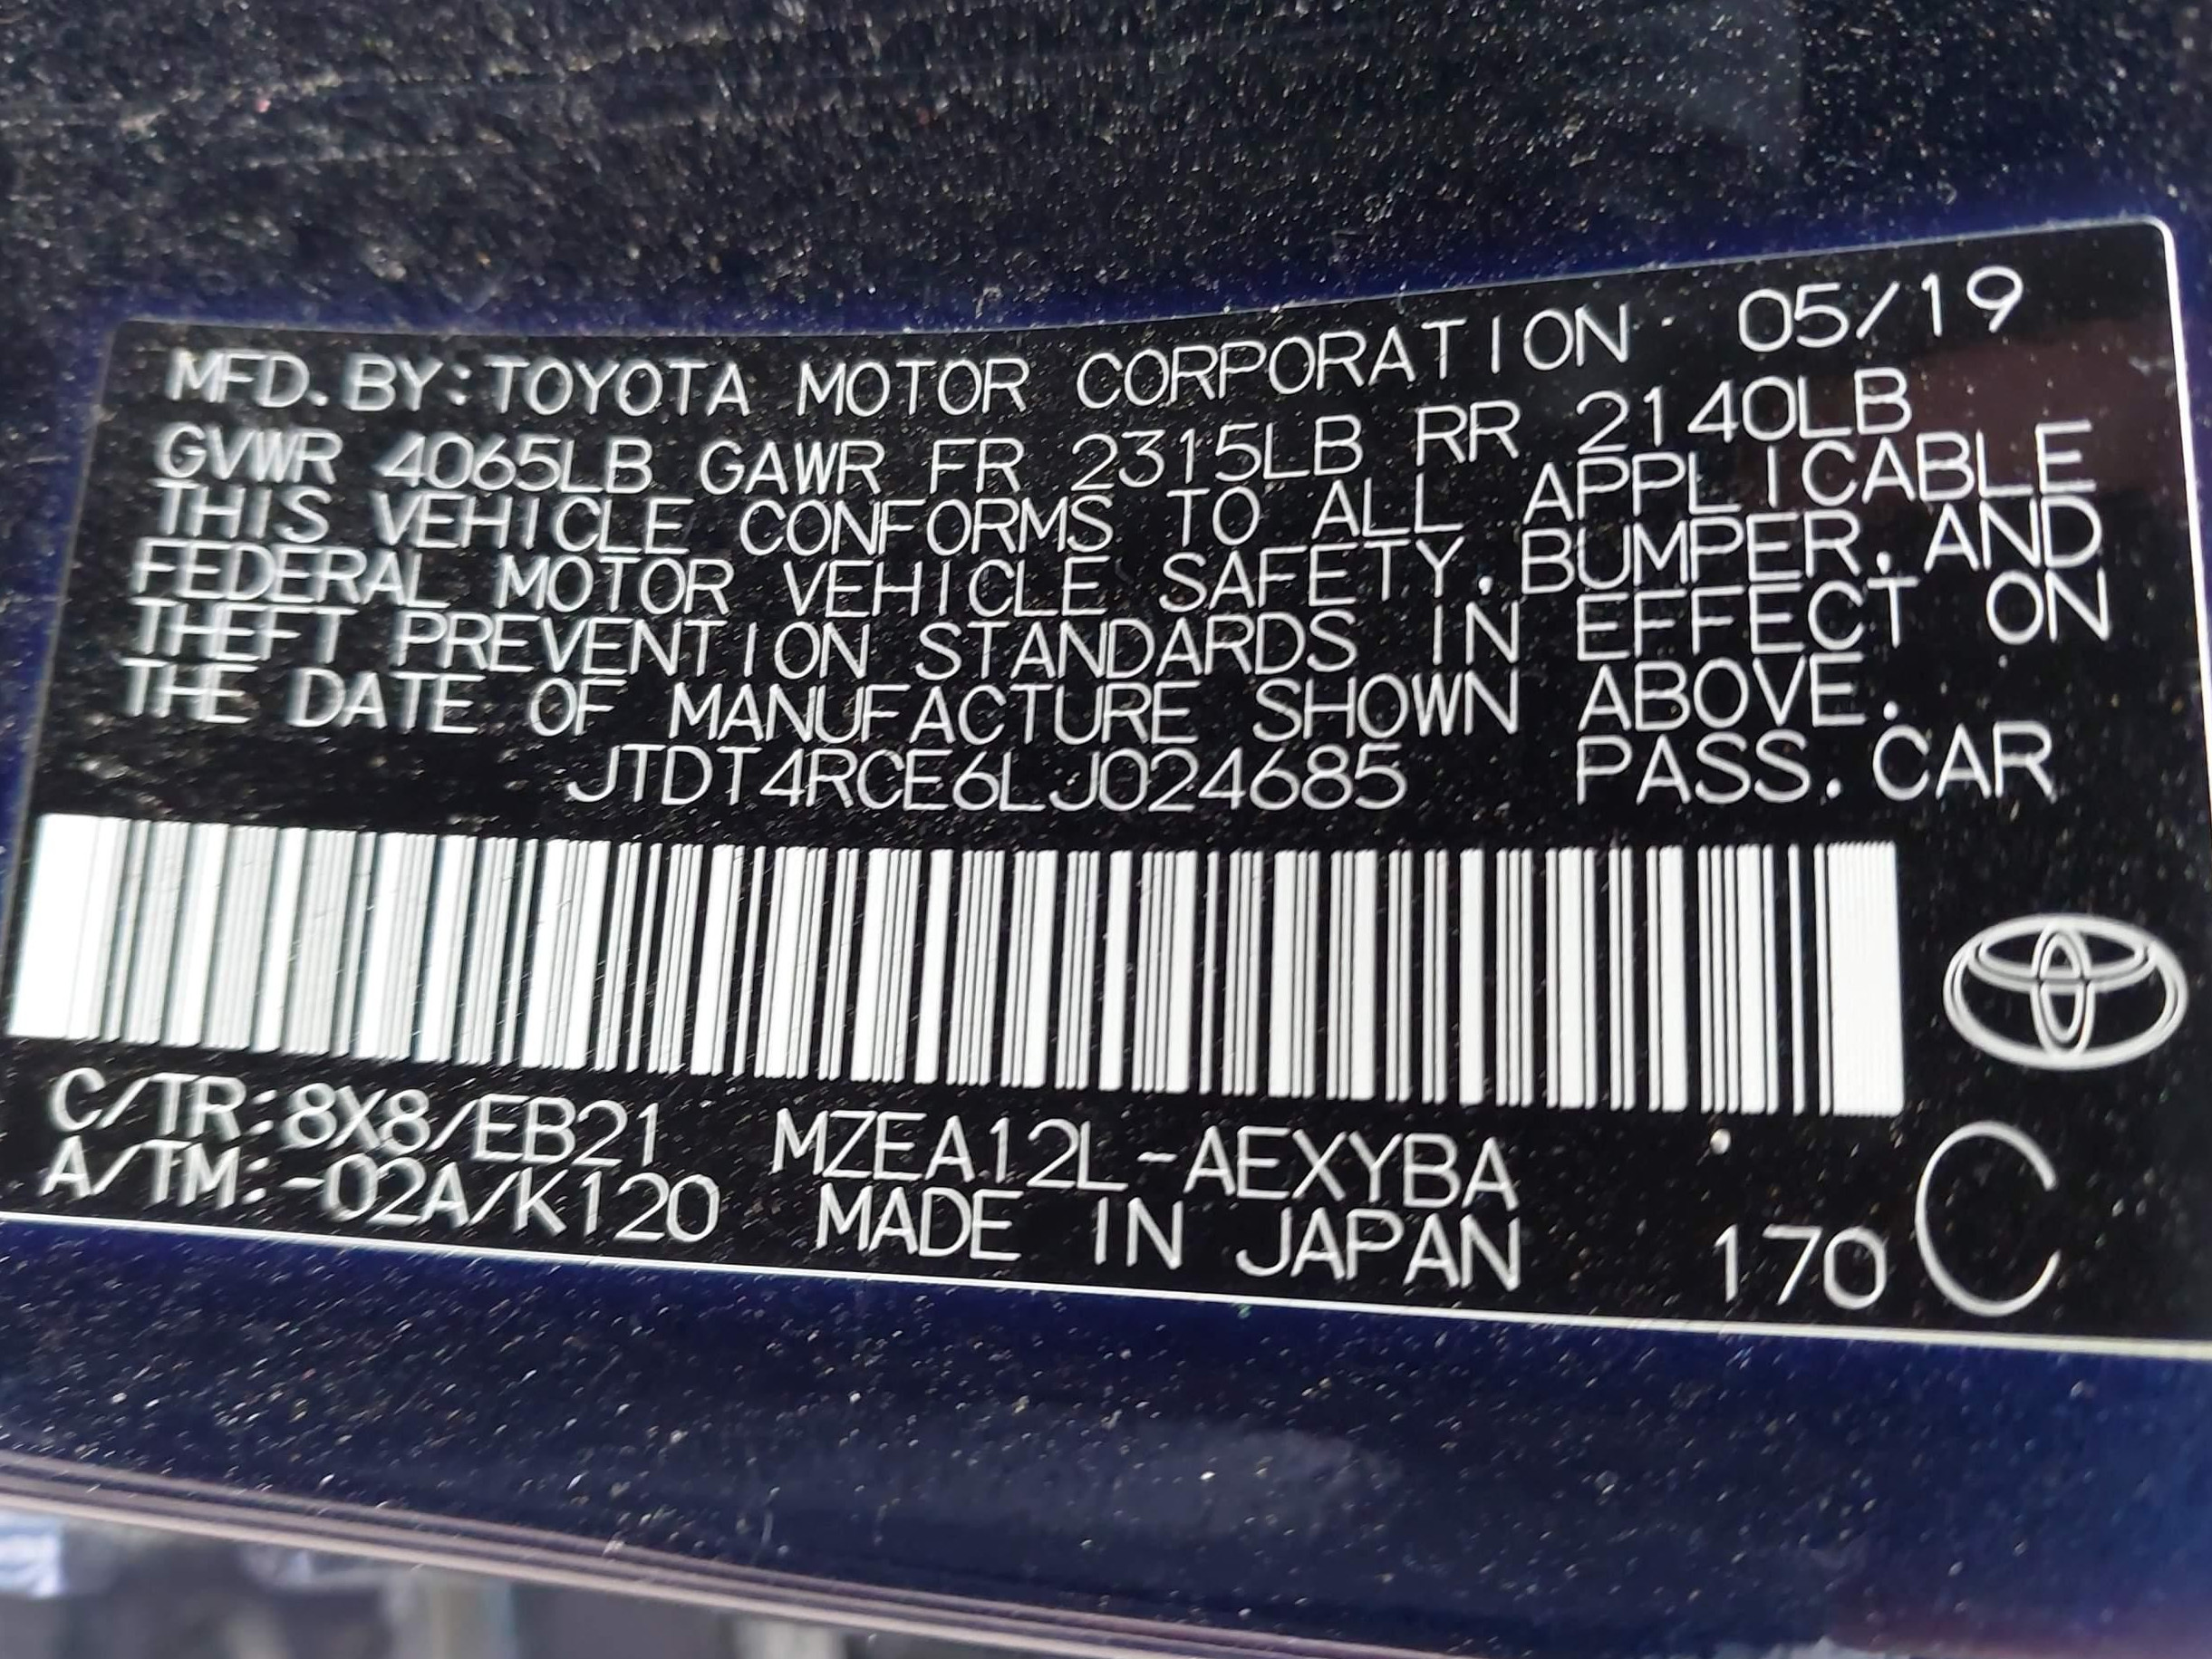 MFD. BY: TOYOTA MOTOR CORPORATION 05/19
GVWR 4065LB GAWR FR 2315LB RR 2140LB
THIS VEHICLE CONFORMS TO ALL APPLICABLE
FEDERAL MOTOR VEHICLE SAFETY, BUMPER, AND
THEFT PREVENTION STANDARDS IN EFFECT ON
THE DATE OF MANUFACTURE SHOWN ABOVE.
JTDT4RCE6LJ024685 PASS. CAR
C/TR:8X8/EB21 MZEA12L-AEXYBA
A/TM:-02A/K120 MADE IN JAPAN 170 C